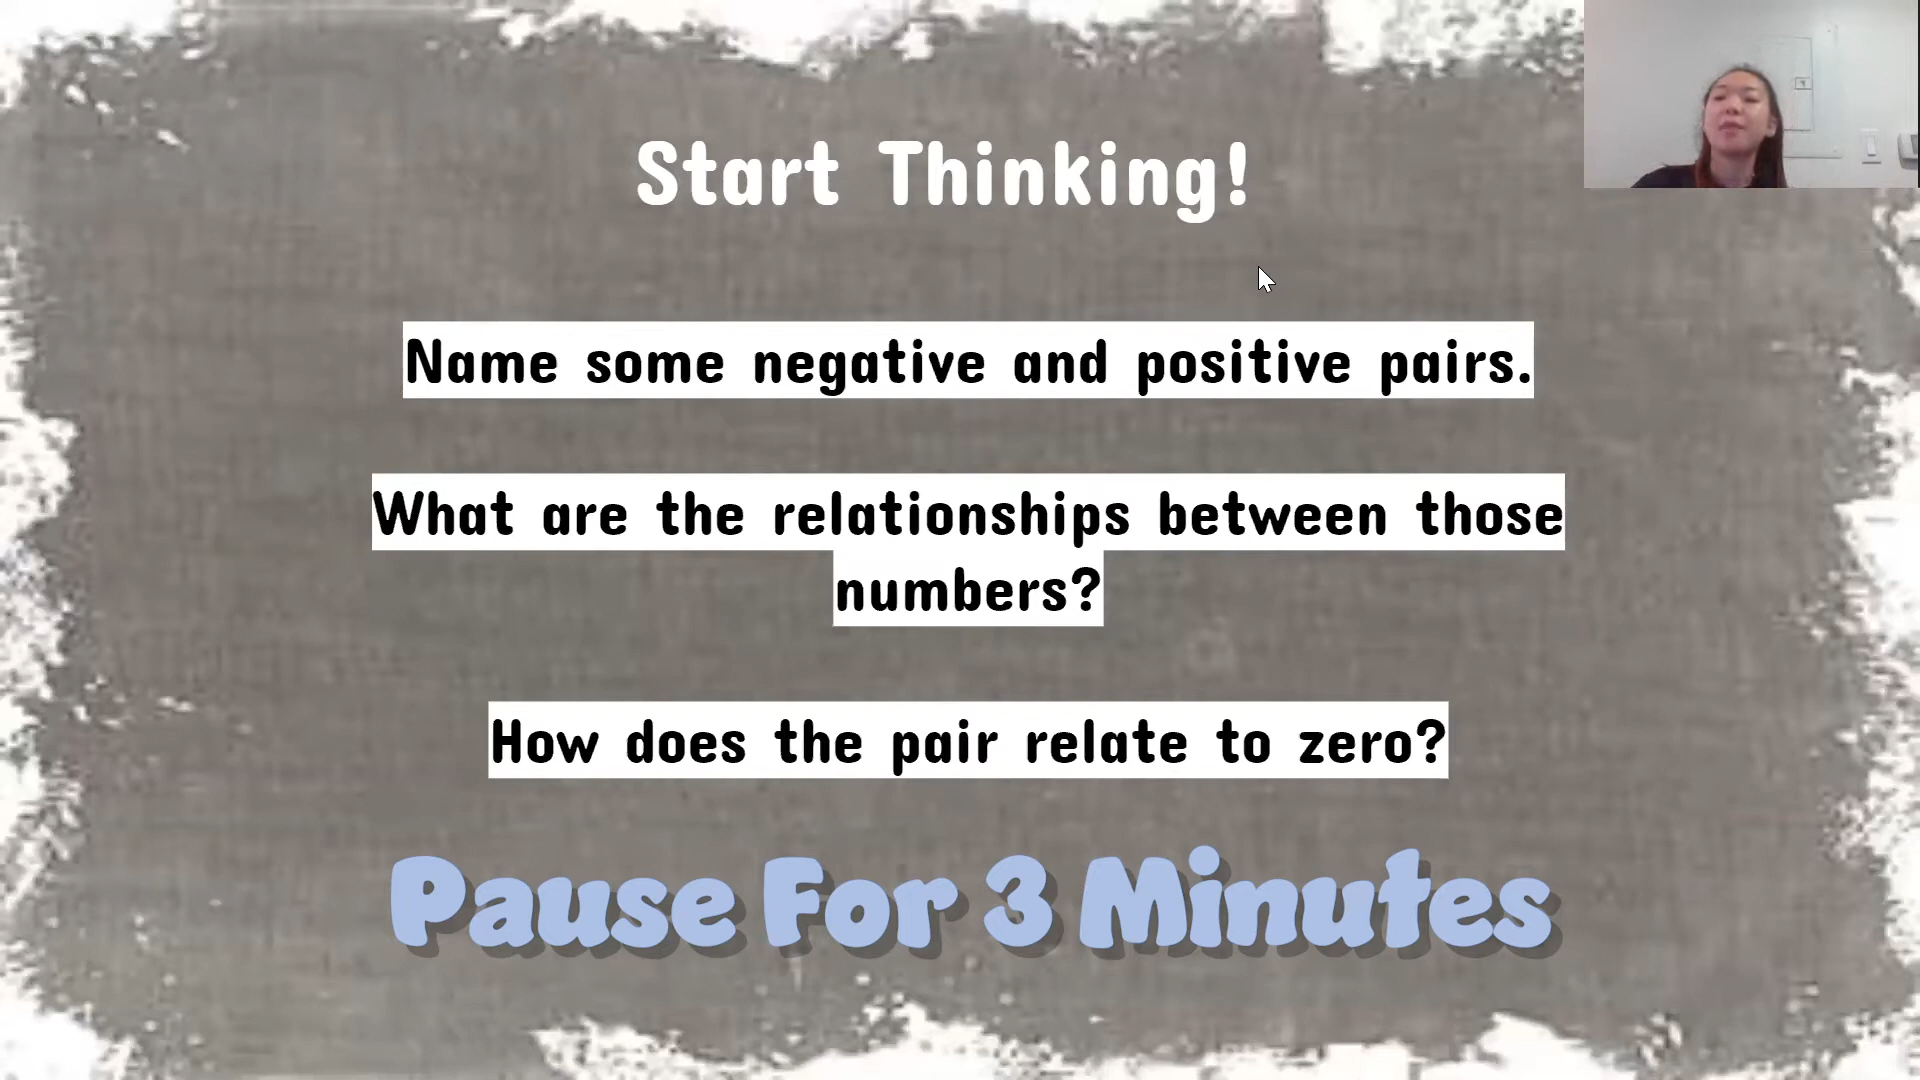 Start Thinking!
Name some negative and positive pairs.
What are the relationships between those
numbers?
How does the pair relate to zero?
Pause For 3 Minutes